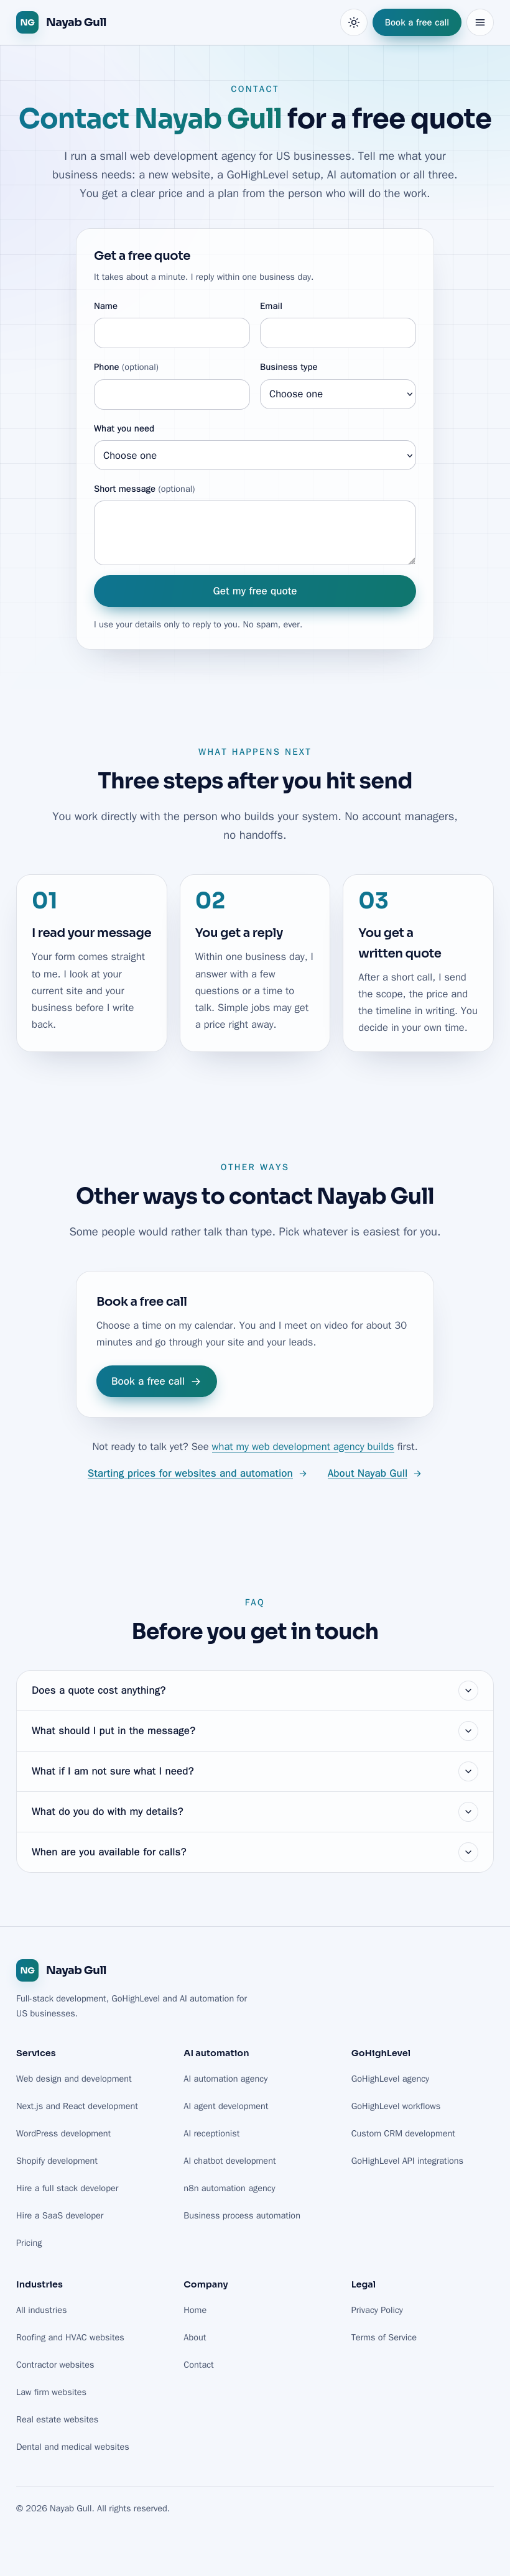 NG Nayab Gull
Book a free call
CONTACT
Contact Nayab Gull for a free quote
I run a small web development agency for US businesses. Tell me what your
business needs: a new website, a GoHighLevel setup, AI automation or all three.
You get a clear price and a plan from the person who will do the work.
Get a free quote
It takes about a minute. I reply within one business day.
Name
Email
Phone (optional)
Business type
Choose one
What you need
Choose one
Short message (optional)
Get my free quote
I use your details only to reply to you. No spam, ever.
WHAT HAPPENS NEXT
Three steps after you hit send
You work directly with the person who builds your system. No account managers,
no handoffs.
01
I read your message
Your form comes straight
to me. I look at your
current site and your
business before I write
back.
02
You get a reply
Within one business day, I
answer with a few
questions or a time to
talk. Simple jobs may get
a price right away.
03
You get a
written quote
After a short call, I send
the scope, the price and
the timeline in writing. You
decide in your own time.
OTHER WAYS
Other ways to contact Nayab Gull
Some people would rather talk than type. Pick whatever is easiest for you.
Book a free call
Choose a time on my calendar. You and I meet on video for about 30
minutes and go through your site and your leads.
Book a free call →
Not ready to talk yet? See what my web development agency builds first.
Starting prices for websites and automation →
About Nayab Gull →
FAQ
Before you get in touch
Does a quote cost anything?
What should I put in the message?
What if I am not sure what I need?
What do you do with my details?
When are you available for calls?
NG Nayab Gull
Full-stack development, GoHighLevel and AI automation for
US businesses.
Services
Web design and development
Next.js and React development
WordPress development
Shopify development
Hire a full stack developer
Hire a SaaS developer
Pricing
AI automation
AI automation agency
AI agent development
AI receptionist
AI chatbot development
n8n automation agency
Business process automation
GoHighLevel
GoHighLevel agency
GoHighLevel workflows
Custom CRM development
GoHighLevel API integrations
Industries
All industries
Roofing and HVAC websites
Contractor websites
Law firm websites
Real estate websites
Dental and medical websites
Company
Home
About
Contact
Legal
Privacy Policy
Terms of Service
© 2026 Nayab Gull. All rights reserved.